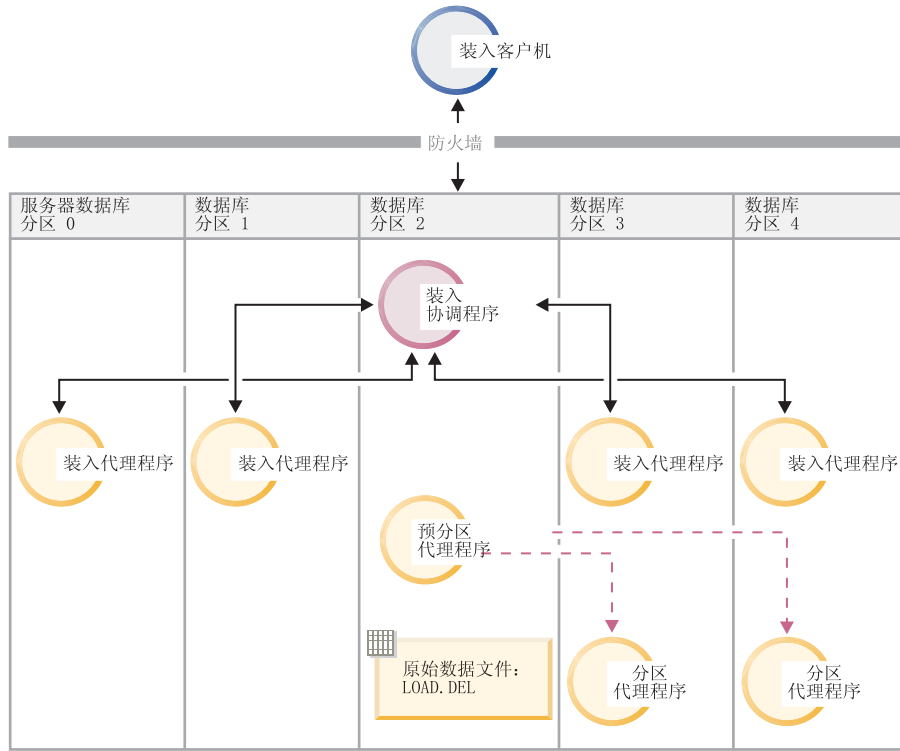 装入客户机
防火墙
服务器数据库
分区 0
数据库
分区 1
数据库
分区 2
数据库
分区 3
数据库
分区 4
装入
协调程序
装入代理程序
装入代理程序
装入代理程序
装入代理程序
预分区
代理程序
原始数据文件:
LOAD.DEL
分区
代理程序
分区
代理程序